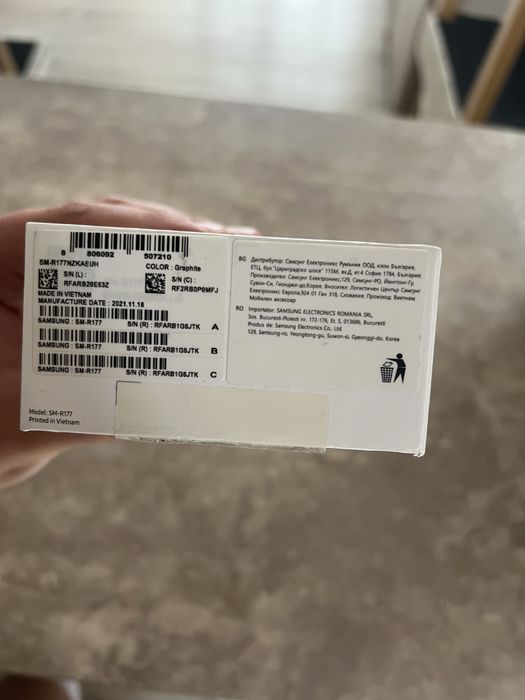 8 806092 507210
SM-R177NZKAEUH
COLOR : Graphite
S/N (L) :
RFARB20E53Z
S/N (C) :
RF2RBDP0MFJ
MADE IN VIETNAM
MANUFACTURE DATE : 2021.11.18
SAMSUNG : SM-R177 S/N (R) : RFARB1G8JTK A
SAMSUNG : SM-R177 S/N (R) : RFARB1G8JTK B
SAMSUNG : SM-R177 S/N (R) : RFARB1G8JTK C
Model: SM-R177
Printed in Vietnam
BG Дистрибутор: Самсунг Електроникс Румъния ООД, клон България,
ЕТЦ, бул."Цариградско шосе" 115М, вх.Д, ет.4 София 1784, България;
Производител: Самсунг Електроникс,129, Самсунг-РО, Йенгтонг-Гу,
Сувон-Си, Гионджи-до,Корея; Вносител: Логистичен Център Самсунг
Електроникс Европа,924 01 Ган 318, Словакия; Произход: Виетнам,
Мобилен аксесоар
RO Importator: SAMSUNG ELECTRONICS ROMANIA SRL,
Sos. Bucuresti-Ploiesti nr. 172-176, Et. 5, 013686, Bucuresti
Produs de: Samsung Electronics Co., Ltd.
129, Samsung-ro, Yeongtong-gu, Suwon-si, Gyeonggi-do, Korea